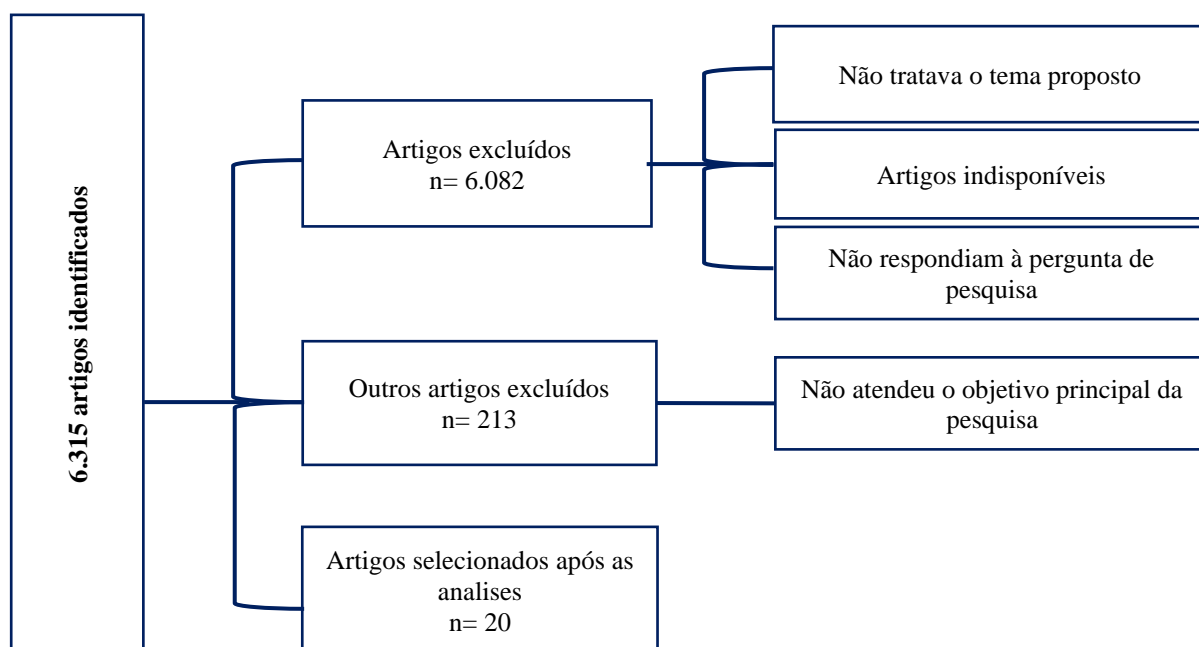 6.315 artigos identificados
Artigos excluídos
n= 6.082
Não tratava o tema proposto
Artigos indisponíveis
Não respondiam à pergunta de
pesquisa
Outros artigos excluídos
n= 213
Não atendeu o objetivo principal da
pesquisa
Artigos selecionados após as
analises
n= 20